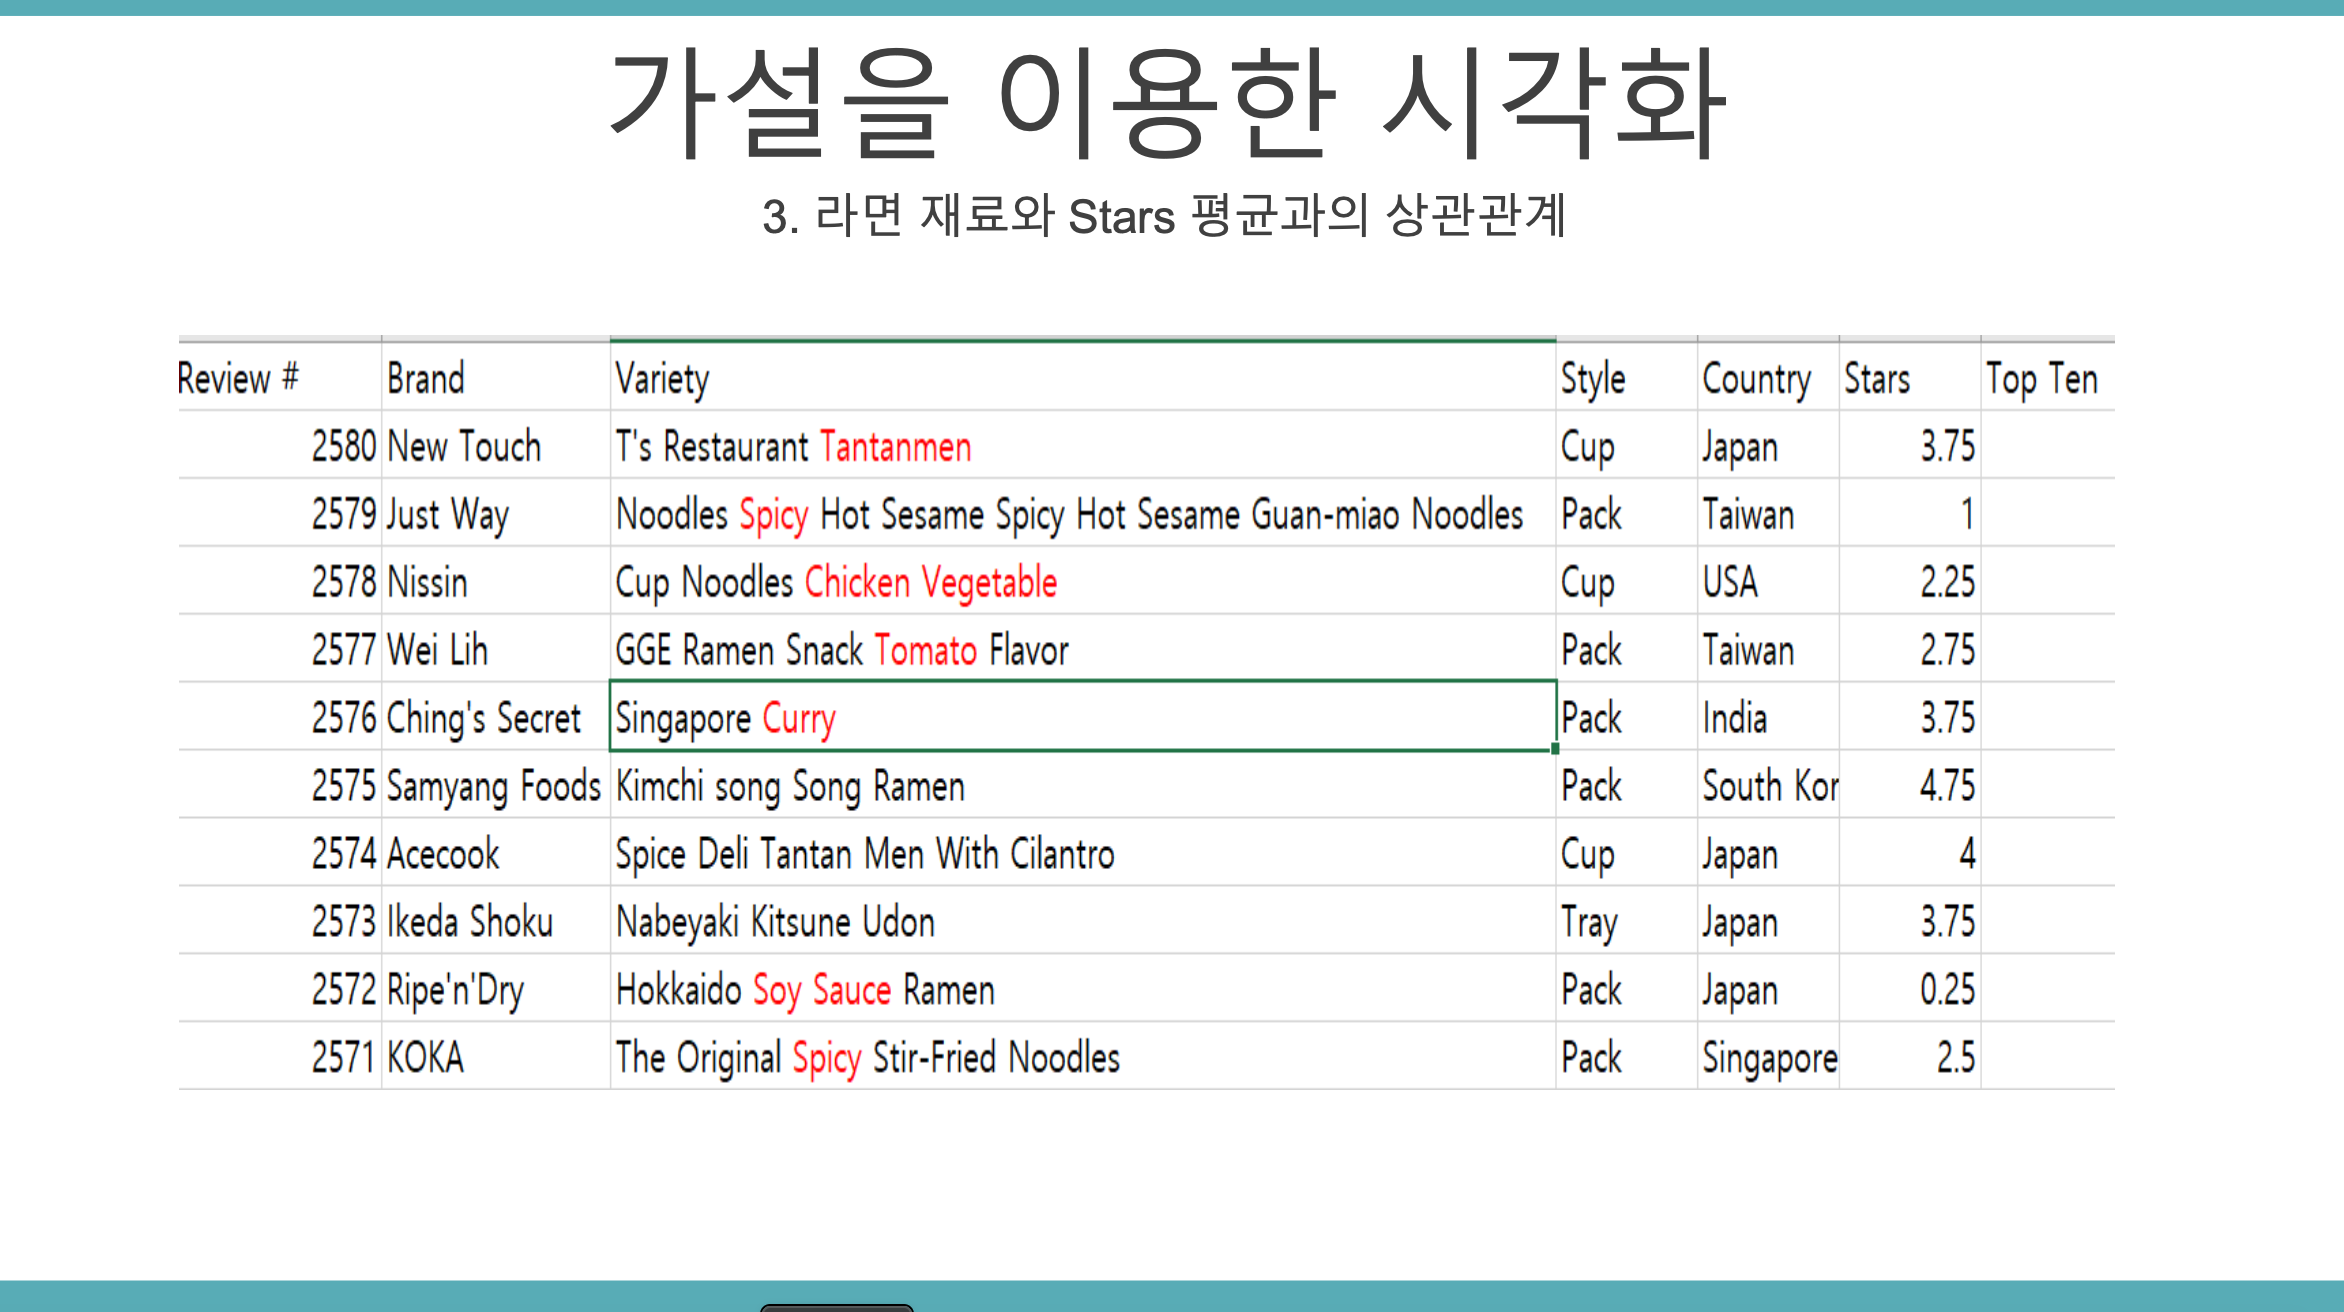 가설을 이용한 시각화
3. 라면 재료와 Stars 평균과의 상관관계
Review # Brand Variety Style Country Stars Top Ten
2580 New Touch T's Restaurant Tantanmen Cup Japan 3.75
2579 Just Way Noodles Spicy Hot Sesame Spicy Hot Sesame Guan-miao Noodles Pack Taiwan 1
2578 Nissin Cup Noodles Chicken Vegetable Cup USA 2.25
2577 Wei Lih GGE Ramen Snack Tomato Flavor Pack Taiwan 2.75
2576 Ching's Secret Singapore Curry Pack India 3.75
2575 Samyang Foods Kimchi song Song Ramen Pack South Kor 4.75
2574 Acecook Spice Deli Tantan Men With Cilantro Cup Japan 4
2573 Ikeda Shoku Nabeyaki Kitsune Udon Tray Japan 3.75
2572 Ripe'n'Dry Hokkaido Soy Sauce Ramen Pack Japan 0.25
2571 KOKA The Original Spicy Stir-Fried Noodles Pack Singapore 2.5